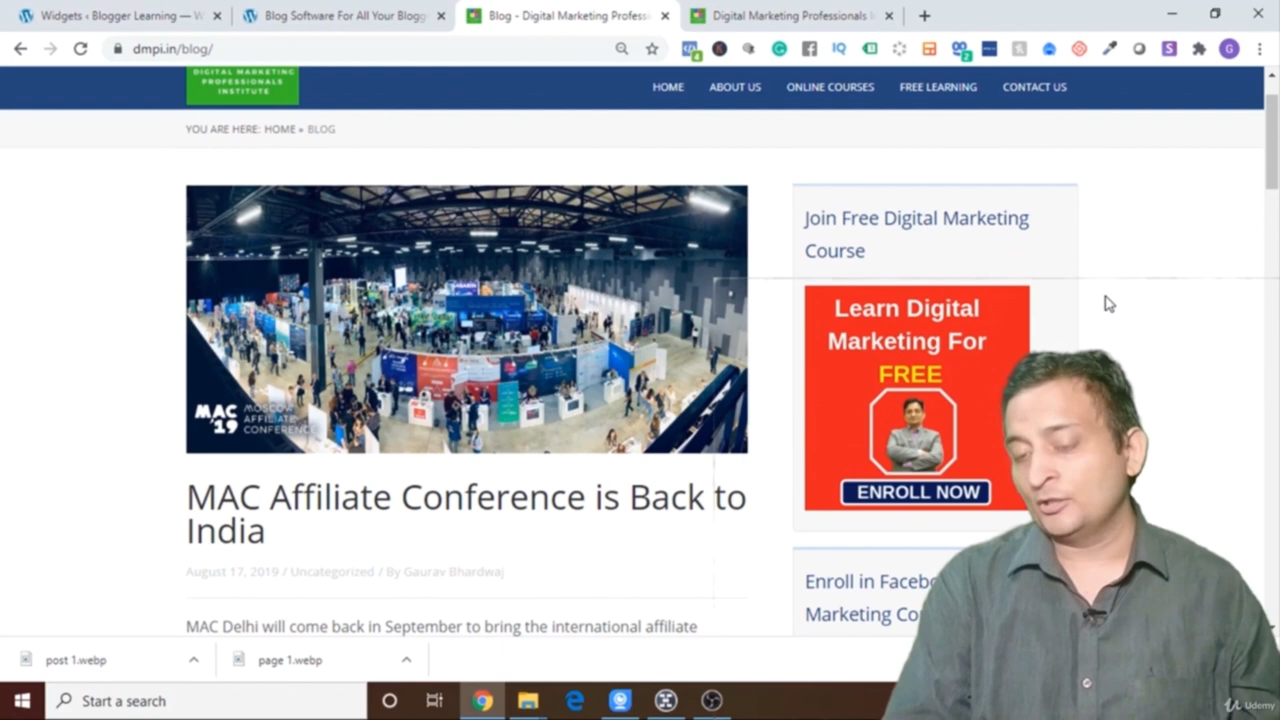 Widgets ‹ Blogger Learning — W
Blog Software For All Your Blogg
Blog - Digital Marketing Profess
Digital Marketing Professionals I
dmpi.in/blog/
DIGITAL MARKETING
PROFESSIONALS
INSTITUTE
HOME
ABOUT US
ONLINE COURSES
FREE LEARNING
CONTACT US
YOU ARE HERE: HOME » BLOG
MAC
'19
MOSCOW
AFFILIATE
CONFERENCE
MAC Affiliate Conference is Back to
India
August 17, 2019 / Uncategorized / By Gaurav Bhardwaj
MAC Delhi will come back in September to bring the international affiliate
Join Free Digital Marketing
Course
Learn Digital
Marketing For
FREE
ENROLL NOW
Enroll in Facebo
Marketing Co
post 1.webp
page 1.webp
Start a search
Udemy